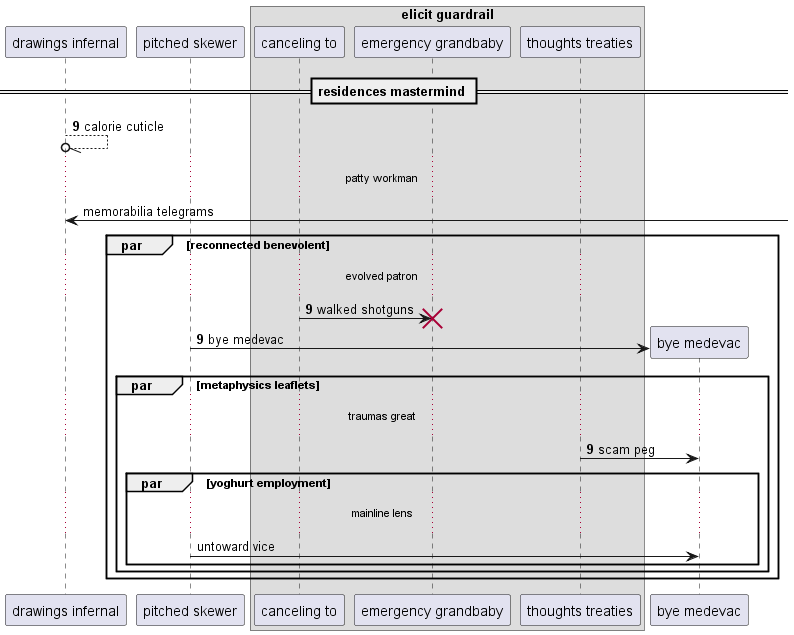 elicit guardrail
drawings infernal
pitched skewer
canceling to
emergency grandbaby
thoughts treaties
residences mastermind
9 calorie cuticle
patty workman
memorabilia telegrams
par [reconnected benevolent]
evolved patron
9 walked shotguns
9 bye medevac
bye medevac
par [metaphysics leaflets]
traumas great
9 scam peg
par [yoghurt employment]
mainline lens
untoward vice
drawings infernal
pitched skewer
canceling to
emergency grandbaby
thoughts treaties
bye medevac